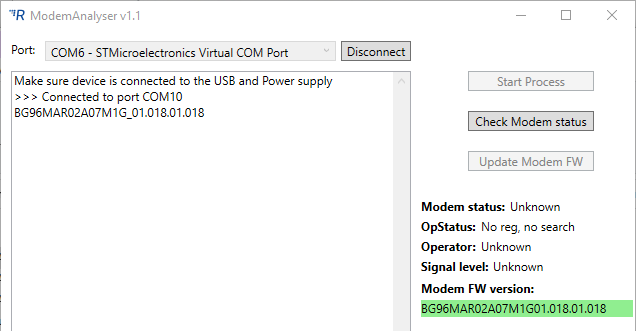 ModemAnalyser v1.1
Port: COM6 - STMicroelectronics Virtual COM Port Disconnect
Make sure device is connected to the USB and Power supply
>>> Connected to port COM10
BG96MAR02A07M1G_01.018.01.018
Start Process
Check Modem status
Update Modem FW
Modem status: Unknown
OpStatus: No reg, no search
Operator: Unknown
Signal level: Unknown
Modem FW version:
BG96MAR02A07M1G01.018.01.018